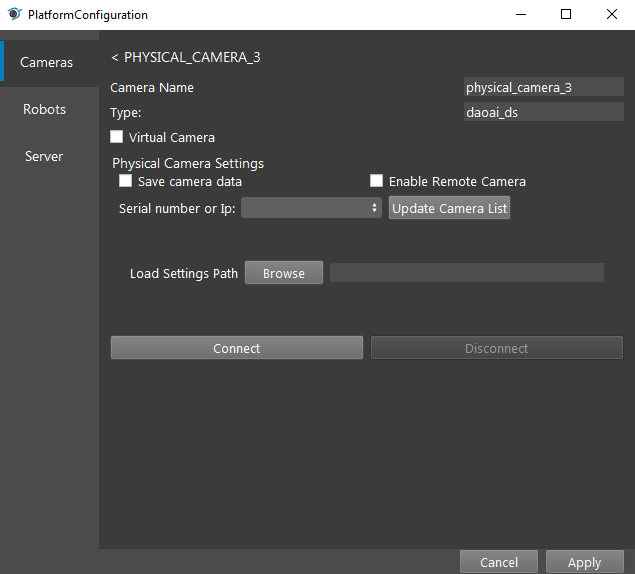 PlatformConfiguration
Cameras
Robots
Server
< PHYSICAL_CAMERA_3
Camera Name physical_camera_3
Type: daoai_ds
Virtual Camera
Physical Camera Settings
Save camera data Enable Remote Camera
Serial number or Ip: Update Camera List
Load Settings Path Browse
Connect Disconnect
Cancel Apply